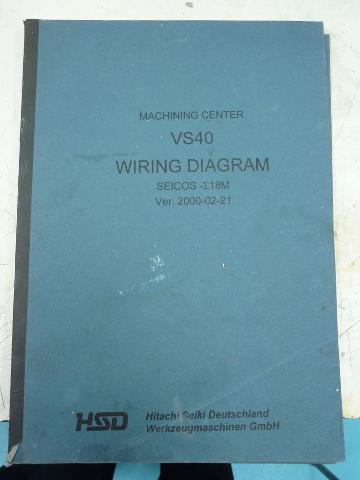 MACHINING CENTER
VS40
WIRING DIAGRAM
SEICOS -Σ18M
Ver. 2000-02-21
HSD
Hitachi Seiki Deutschland
Werkzeugmaschinen GmbH